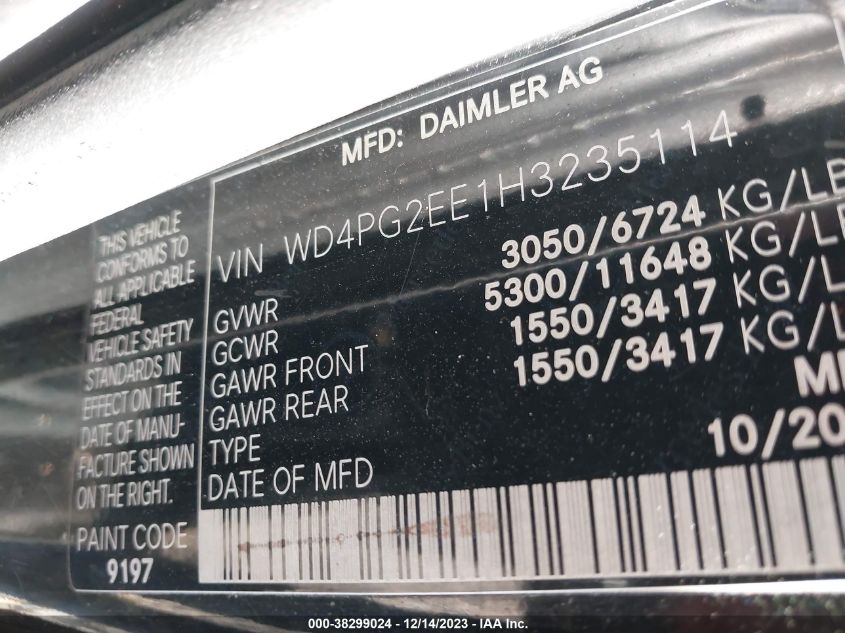 MFD: DAIMLER AG
VIN WD4PG2EE1H3235114
GVWR 3050/6724 KG/LB
GCWR 5300/11648 KG/LB
GAWR FRONT 1550/3417 KG/L
GAWR REAR 1550/3417 KG/L
TYPE M
DATE OF MFD 10/20
THIS VEHICLE
CONFORMS TO
ALL APPLICABLE
FEDERAL
VEHICLE SAFETY
STANDARDS IN
EFFECT ON THE
DATE OF MANU-
FACTURE SHOWN
ON THE RIGHT.
PAINT CODE
9197
000-38299024 - 12/14/2023 - IAA Inc.